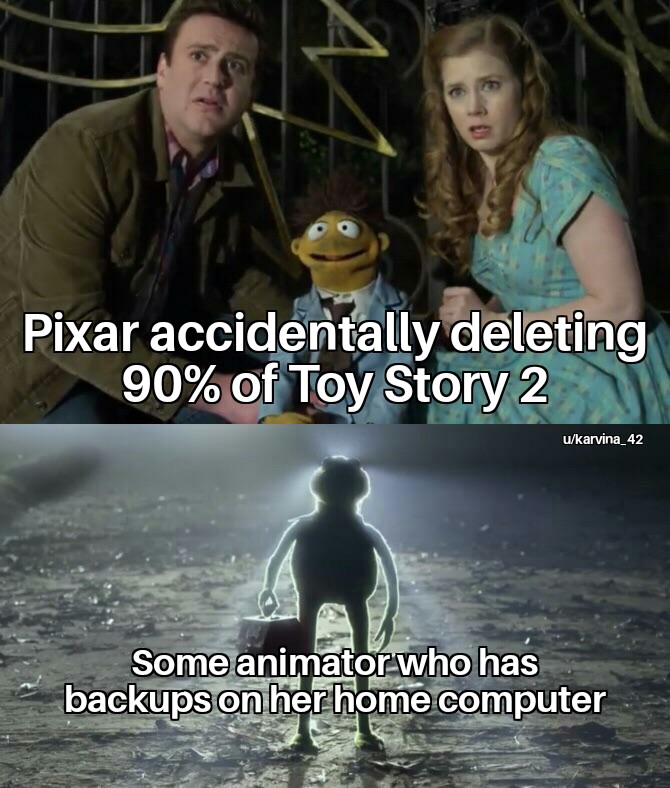 Pixar accidentally deleting
90% of Toy Story 2
u/karvina_42
Some animator who has
backups on her home computer